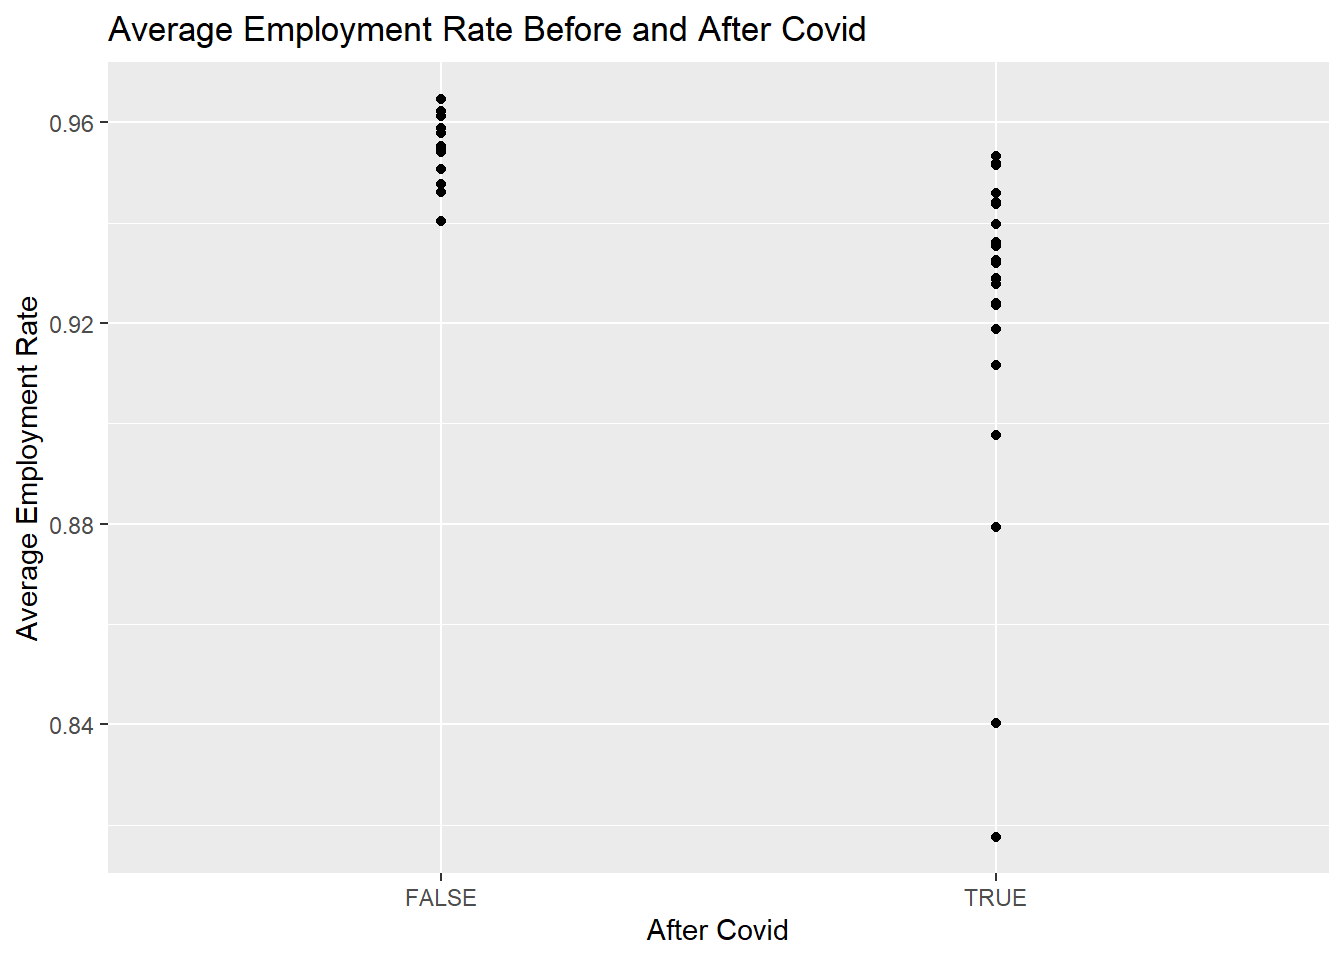 Average Employment Rate Before and After Covid
Average Employment Rate
0.96
0.92
0.88
0.84
FALSE
TRUE
After Covid